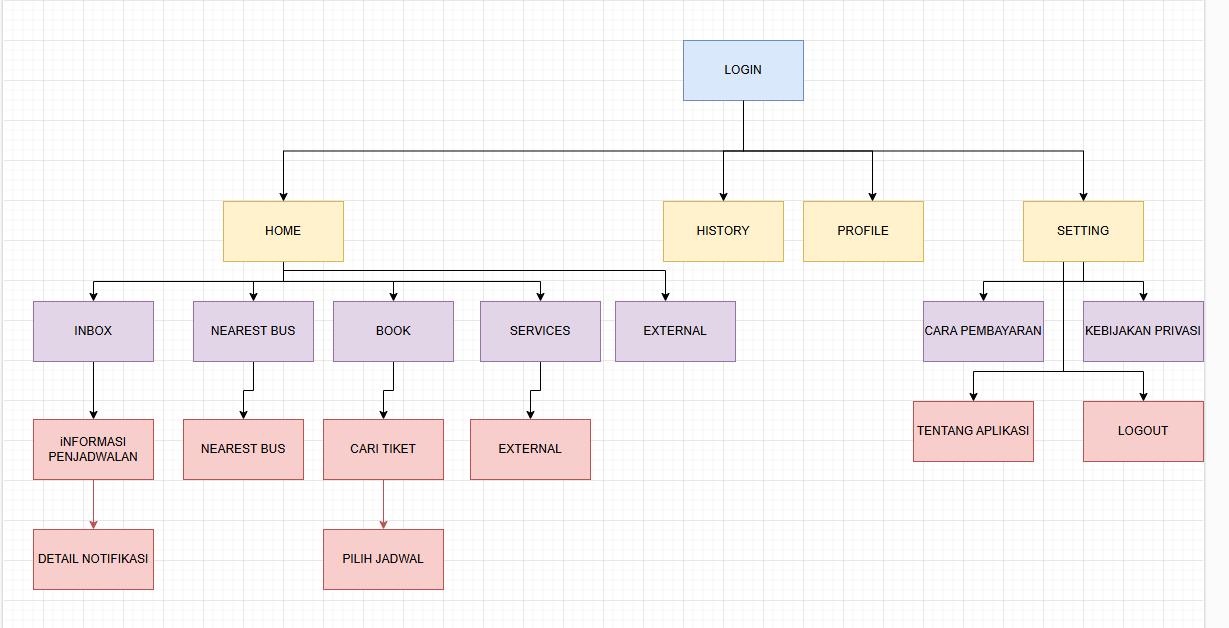 LOGIN
HOME
HISTORY
PROFILE
SETTING
INBOX
NEAREST BUS
BOOK
SERVICES
EXTERNAL
CARA PEMBAYARAN
KEBIJAKAN PRIVASI
iNFORMASI
PENJADWALAN
NEAREST BUS
CARI TIKET
EXTERNAL
TENTANG APLIKASI
LOGOUT
DETAIL NOTIFIKASI
PILIH JADWAL